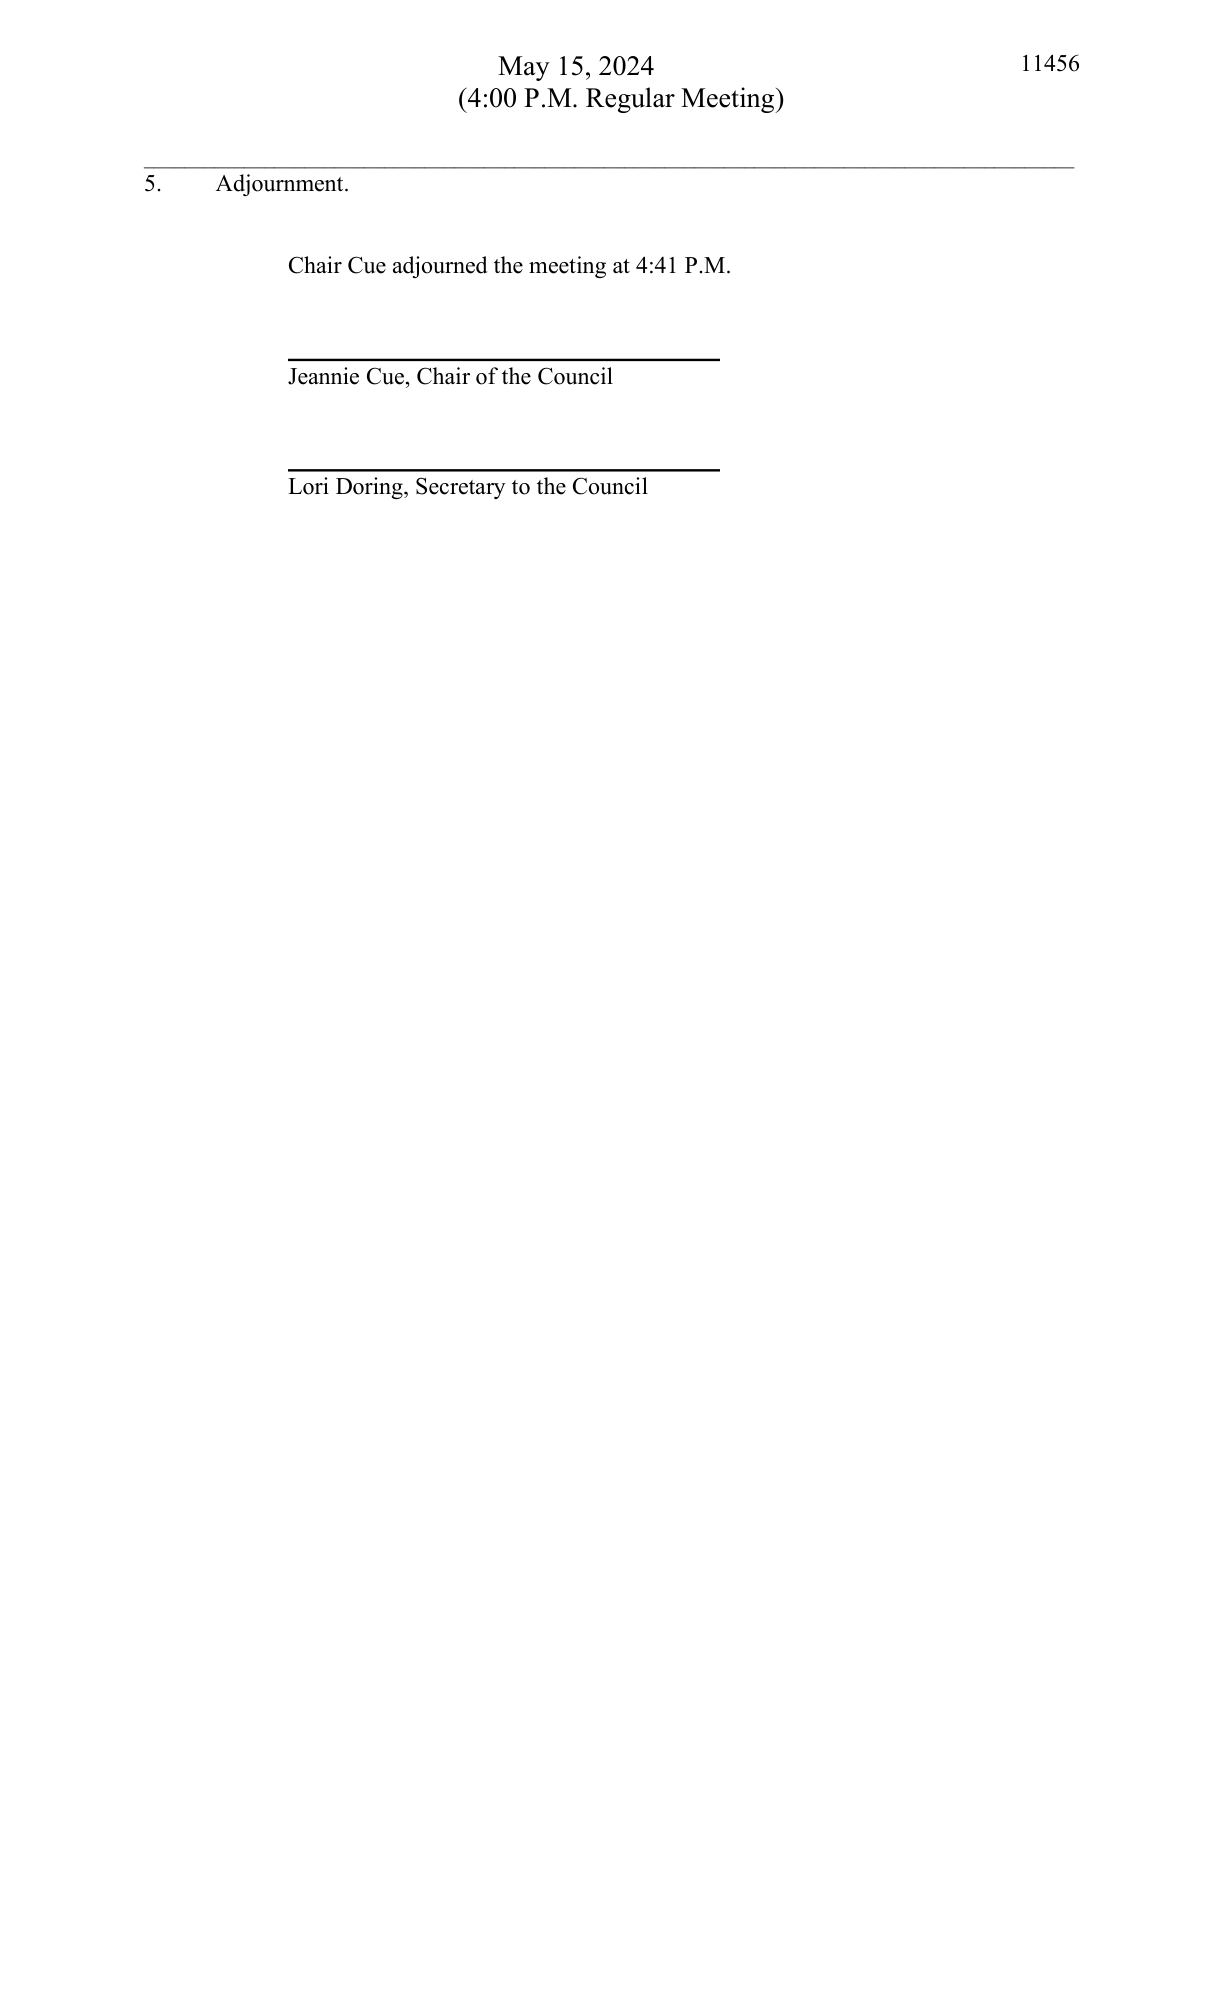 May 15, 2024
11456
(4:00 P.M. Regular Meeting)
5. Adjournment.
Chair Cue adjourned the meeting at 4:41 P.M.
Jeannie Cue, Chair of the Council
Lori Doring, Secretary to the Council